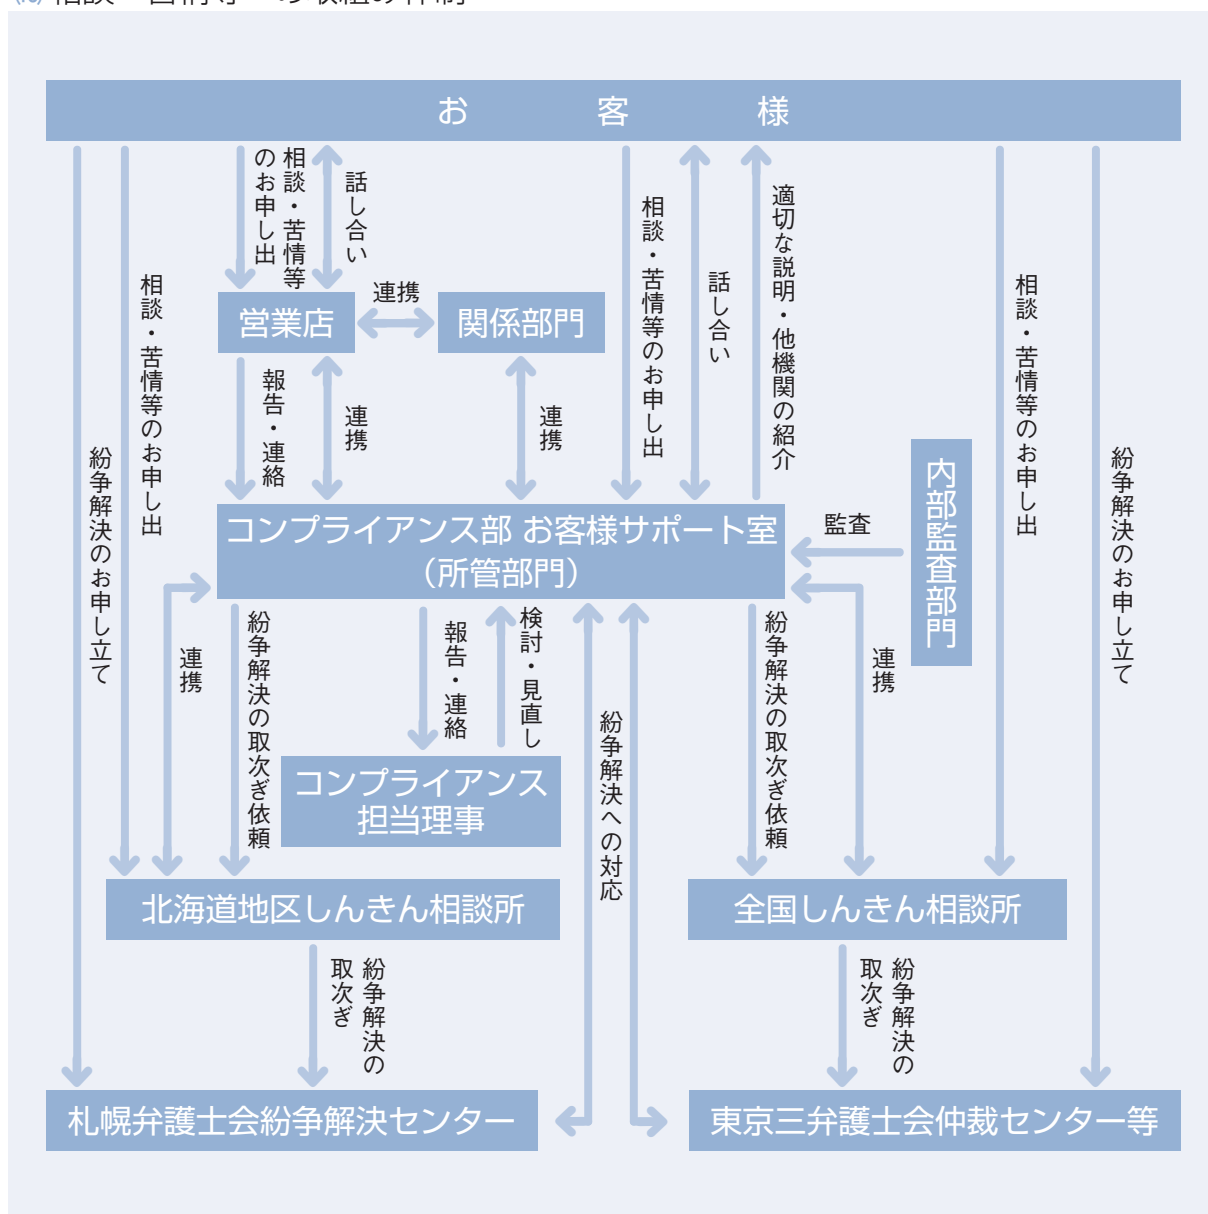 お客様
相談・苦情等
のお申し出
話し合い
相談・苦情等のお申し出
話し合い
適切な説明・他機関の紹介
相談・苦情等のお申し出
紛争解決のお申し立て
相談・苦情等のお申し出
紛争解決のお申し立て
営業店
連携
関係部門
報告・連絡
連携
連携
内部監査部門
監査
コンプライアンス部 お客様サポート室
(所管部門)
連携
紛争解決の取次ぎ依頼
報告・連絡
検討・見直し
紛争解決への対応
紛争解決の取次ぎ依頼
連携
コンプライアンス
担当理事
北海道地区しんきん相談所
全国しんきん相談所
紛争解決の
取次ぎ
紛争解決の
取次ぎ
札幌弁護士会紛争解決センター
東京三弁護士会仲裁センター等